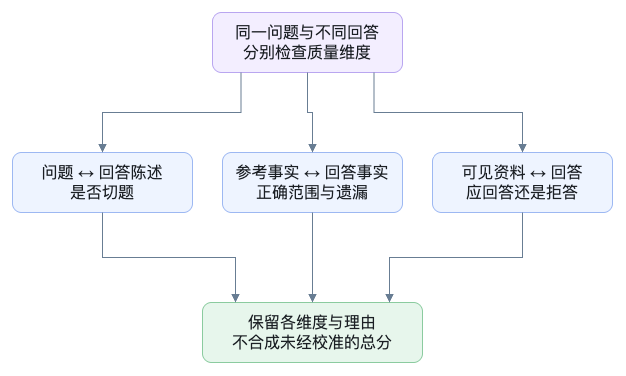 同一问题与不同回答
分别检查质量维度
问题 ↔ 回答陈述
是否切题
参考事实 ↔ 回答事实
正确范围与遗漏
可见资料 ↔ 回答
应回答还是拒答
保留各维度与理由
不合成未经校准的总分